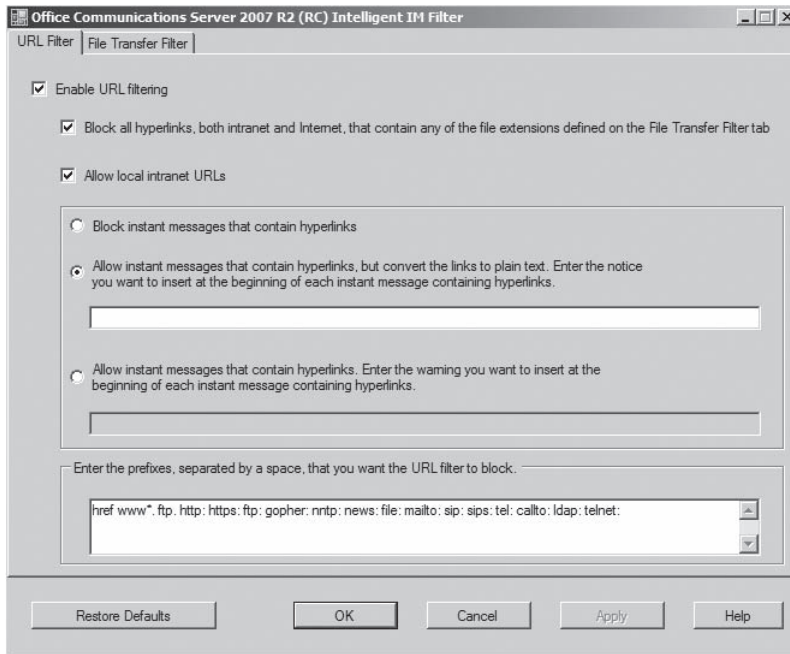 Office Communications Server 2007 R2 (RC) Intelligent IM Filter
URL Filter File Transfer Filter
Enable URL filtering
Block all hyperlinks, both intranet and Internet, that contain any of the file extensions defined on the File Transfer Filter tab
Allow local intranet URLs
Block instant messages that contain hyperlinks
Allow instant messages that contain hyperlinks, but convert the links to plain text. Enter the notice
you want to insert at the beginning of each instant message containing hyperlinks.
Allow instant messages that contain hyperlinks. Enter the warning you want to insert at the
beginning of each instant message containing hyperlinks.
Enter the prefixes, separated by a space, that you want the URL filter to block.
href www*. ftp. http: https: ftp: gopher: nntp: news: file: mailto: sip: sips: tel: callto: ldap: telnet:
Restore Defaults OK Cancel Apply Help